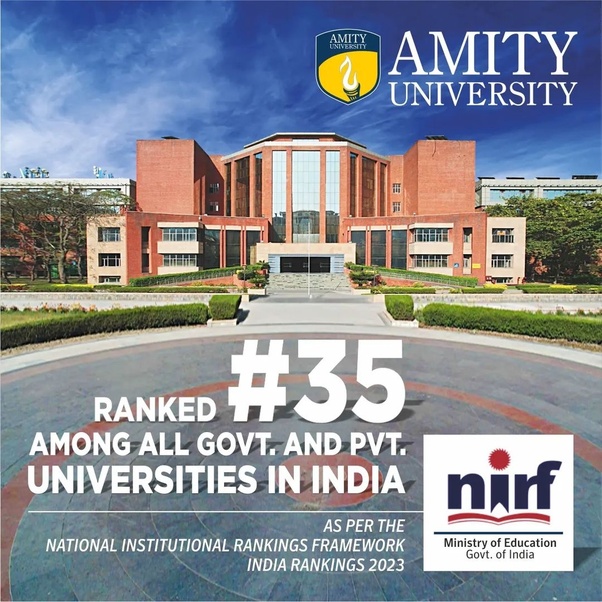 AMITY
UNIVERSITY
AMITY
UNIVERSITY
RANKED #35
AMONG ALL GOVT. AND PVT.
UNIVERSITIES IN INDIA
AS PER THE
NATIONAL INSTITUTIONAL RANKINGS FRAMEWORK
INDIA RANKINGS 2023
nirf
Ministry of Education
Govt. of India